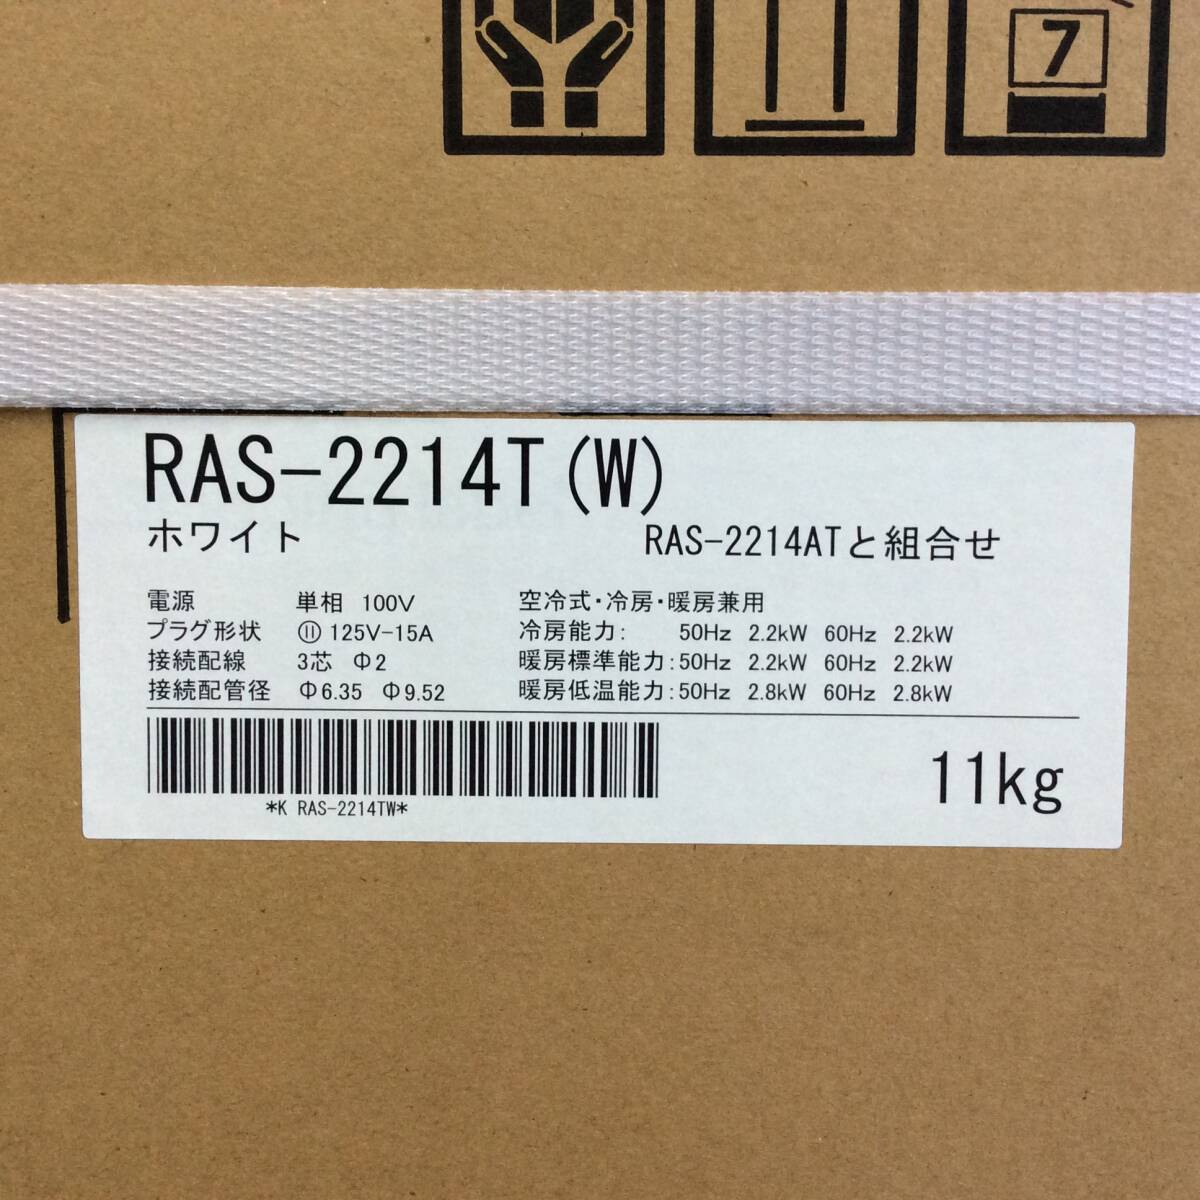 7
RAS-2214T(W)
ホワイト
RAS-2214ATと組合せ
電源 単相 100V
プラグ形状 ⑪ 125V-15A
接続配線 3芯 Φ2
接続配管径 Φ6.35 Φ9.52
空冷式・冷房・暖房兼用
冷房能力: 50Hz 2.2kW 60Hz 2.2kW
暖房標準能力:50Hz 2.2kW 60Hz 2.2kW
暖房低温能力:50Hz 2.8kW 60Hz 2.8kW
*K RAS-2214TW*
11kg